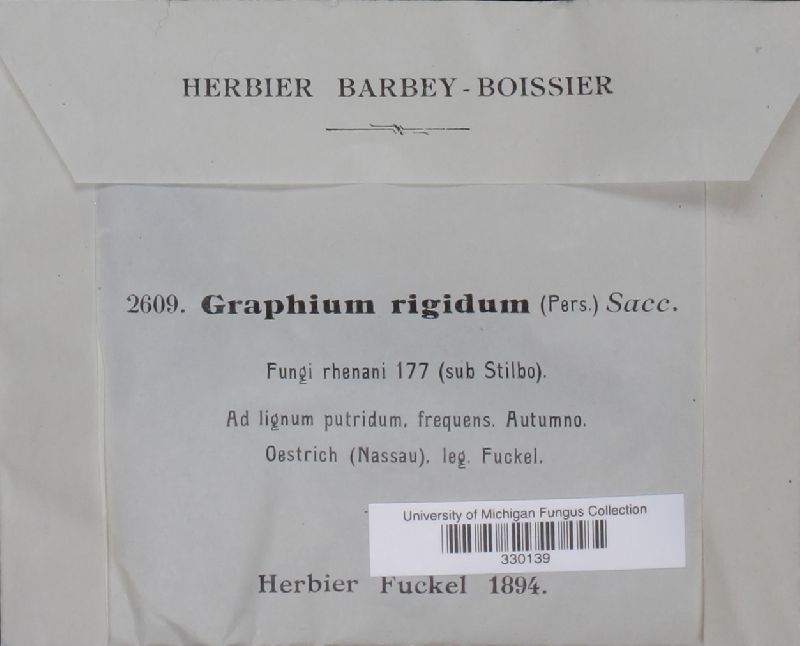 HERBIER BARBEY-BOISSIER
2609. Graphium rigidum (Pers.) Sacc.
Fungi rhenani 177 (sub Stilbo).
Ad lignum putridum, frequens. Autumno.
Oestrich (Nassau), leg. Fuckel.
University of Michigan Fungus Collection
330139
Herbier Fuckel 1894.